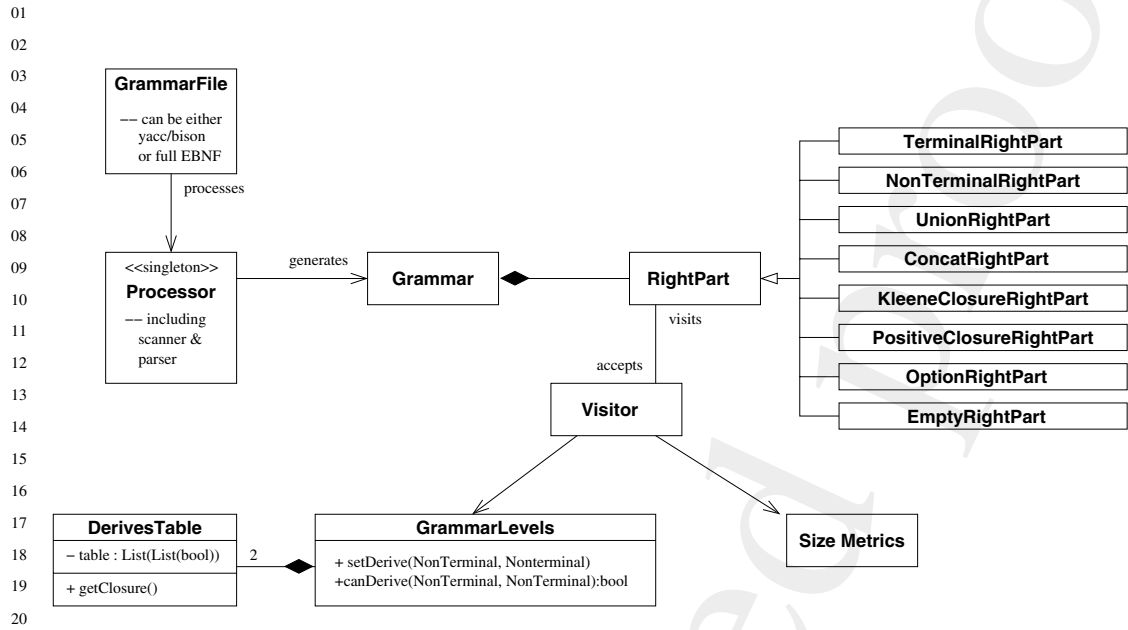 01
02
03
04
05
06
07
08
09
10
11
12
13
14
15
16
17
18
19
20
GrammarFile
−− can be either
yacc/bison
or full EBNF
processes
<<singleton>>
Processor
−− including
scanner &
parser
generates
Grammar
RightPart
visits
accepts
Visitor
TerminalRightPart
NonTerminalRightPart
UnionRightPart
ConcatRightPart
KleeneClosureRightPart
PositiveClosureRightPart
OptionRightPart
EmptyRightPart
DerivesTable
− table : List(List(bool))
+ getClosure()
2
GrammarLevels
+ setDerive(NonTerminal, Nonterminal)
+canDerive(NonTerminal, NonTerminal):bool
Size Metrics
ed proo